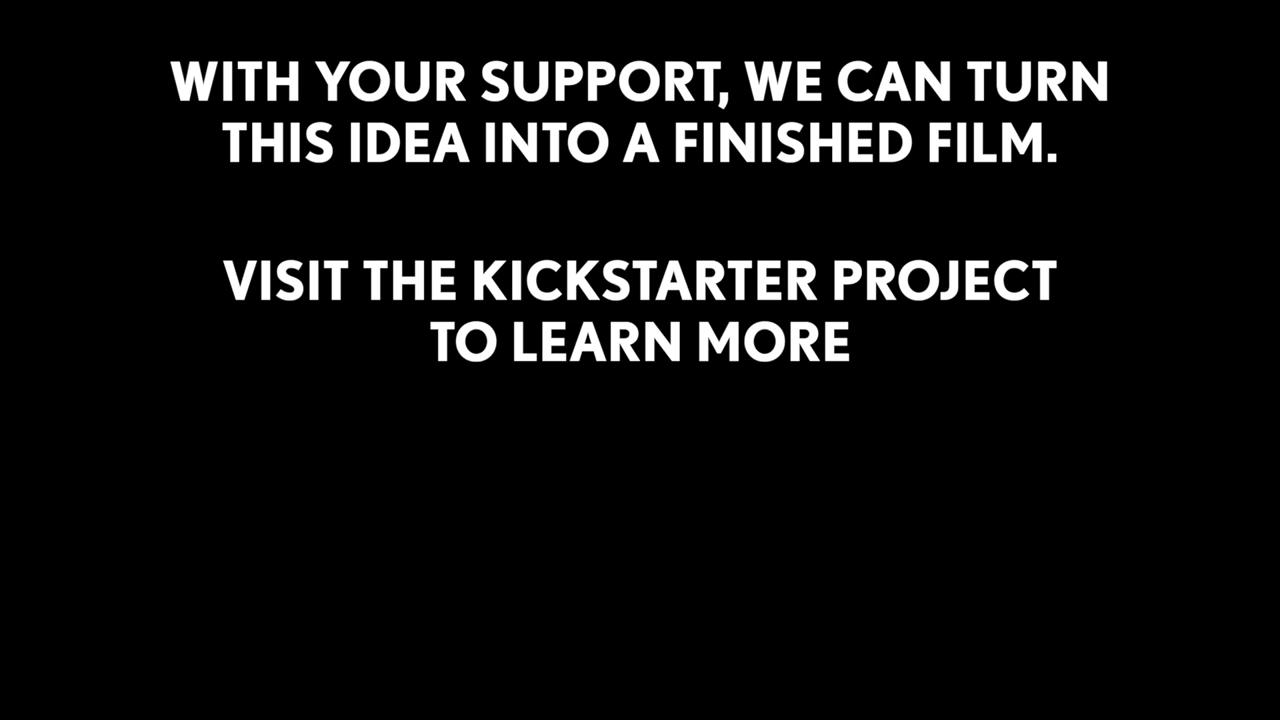 WITH YOUR SUPPORT, WE CAN TURN
THIS IDEA INTO A FINISHED FILM.
VISIT THE KICKSTARTER PROJECT
TO LEARN MORE